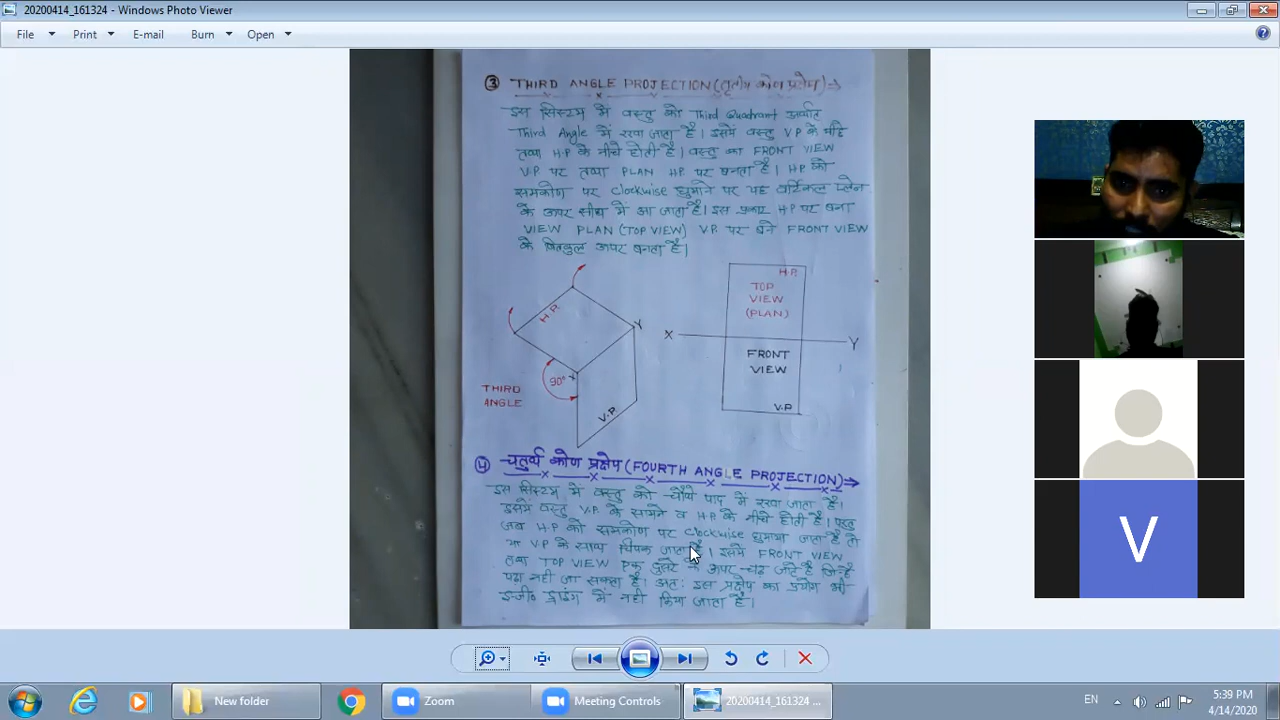 20200414_161324 - Windows Photo Viewer
File Print E-mail Burn Open
③ THIRD ANGLE PROJECTION (तृतीय कोण प्रक्षेप) ⇒
इस सिस्टम में वस्तु को Third Quadrant अर्थात
Third Angle में रखा जाता है। इसमें वस्तु V.P के पीछे
तथा H.P के नीचे होती है। वस्तु का FRONT VIEW
V.P पर तथा PLAN H.P पर बनता है। H.P को
समकोण पर Clockwise घुमाने पर यह वर्टिकल प्लेन
के ऊपर सीध में आ जाता है। इस प्रकार H.P पर बना
VIEW PLAN (TOP VIEW) V.P पर बने FRONT VIEW
के बिलकुल ऊपर बनता है।
H.P.
Y
X
90°
THIRD
ANGLE
V.P.
H.P.
TOP
VIEW
(PLAN)
X
Y
FRONT
VIEW
V.P.
④ चतुर्थ कोण प्रक्षेप (FOURTH ANGLE PROJECTION) ⇒
इस सिस्टम में वस्तु को चौथे पाद में रखा जाता है।
इसमें वस्तु V.P के सामने व H.P के नीचे होती है। परन्तु
जब H.P को समकोण पर Clockwise घुमाया जाता है तो
V.P के साथ चिपक जाता है। इसमें FRONT VIEW
तथा TOP VIEW एक दुसरे के ऊपर चढ़ जाते है जिन्हे
पढा नही जा सकता है। अत: इस प्रक्षेप का प्रयोग भी
इन्जी० ड्राइंग में नही किया जाता है।
V
New folder
Zoom
Meeting Controls
20200414_161324 ...
EN
5:39 PM
4/14/2020